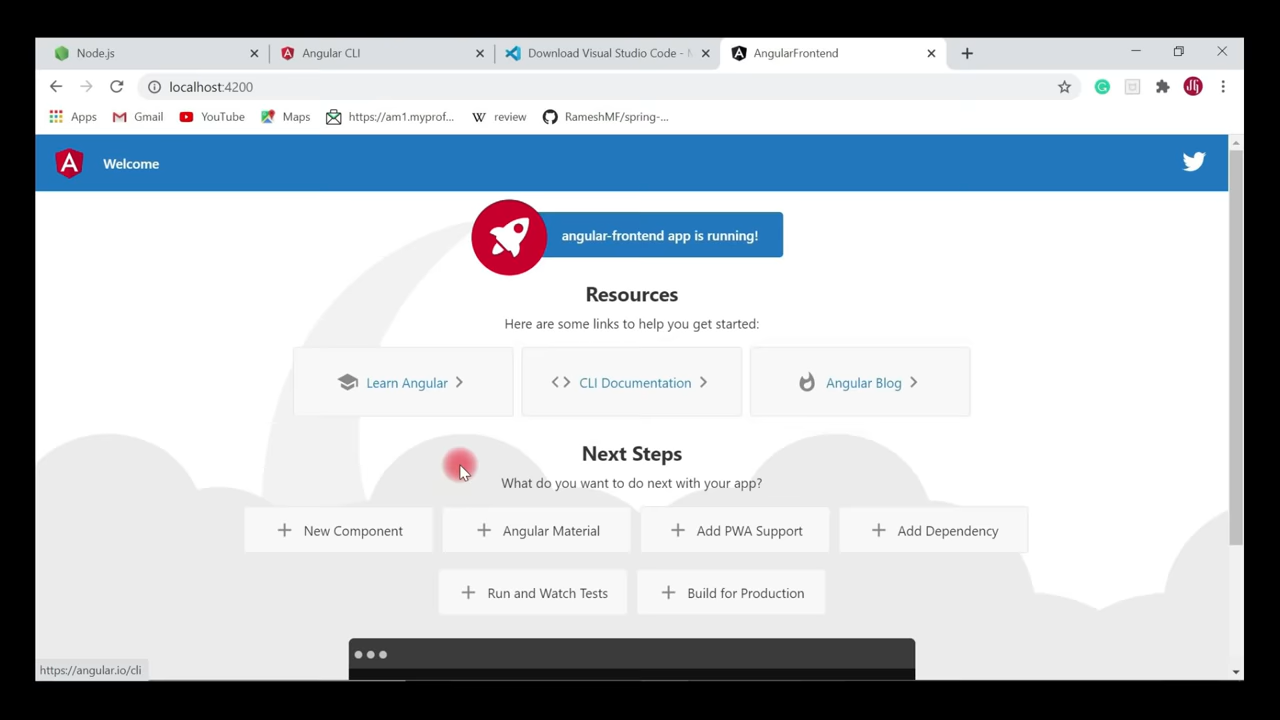 Node.js
Angular CLI
Download Visual Studio Code -
AngularFrontend
localhost:4200
Apps
Gmail
YouTube
Maps
https://am1.myprof...
W review
RameshMF/spring-...
A Welcome
angular-frontend app is running!
Resources
Here are some links to help you get started:
Learn Angular
CLI Documentation
Angular Blog
Next Steps
What do you want to do next with your app?
New Component
Angular Material
Add PWA Support
Add Dependency
Run and Watch Tests
Build for Production
https://angular.io/cli